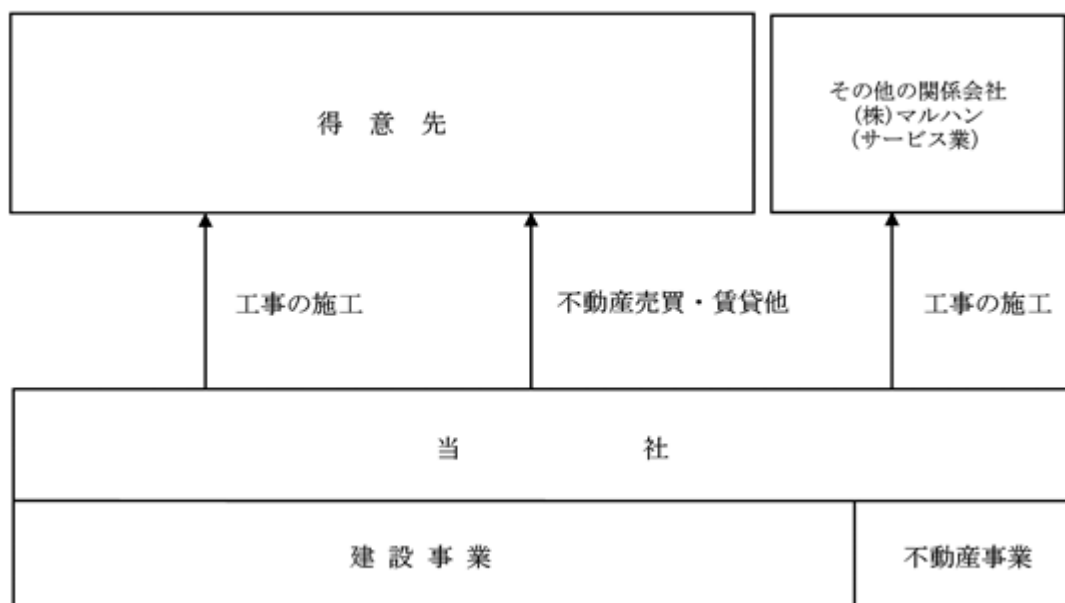 得意先
その他の関係会社
(株)マルハン
(サービス業)
工事の施工
不動産売買・賃貸他
工事の施工
当社
建設事業
不動産事業